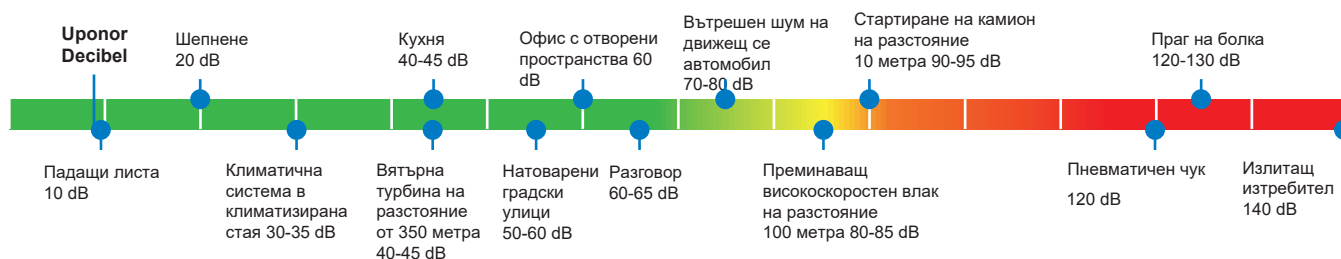 Uponor
Decibel
Шепнене
20 dB
Кухня
40-45 dB
Офис с отворени
пространства 60
dB
Вътрешен шум на
движещ се
автомобил
70-80 dB
Стартиране на камион
на разстояние
10 метра 90-95 dB
Праг на болка
120-130 dB
Падащи листа
10 dB
Климатична
система в
климатизирана
стая 30-35 dB
Вятърна
турбина на
разстояние
от 350 метра
40-45 dB
Натоварени
градски
улици
50-60 dB
Разговор
60-65 dB
Преминаващ
високоскоростен влак
на разстояние
100 метра 80-85 dB
Пневматичен чук
120 dB
Излитащ
изтребител
140 dB